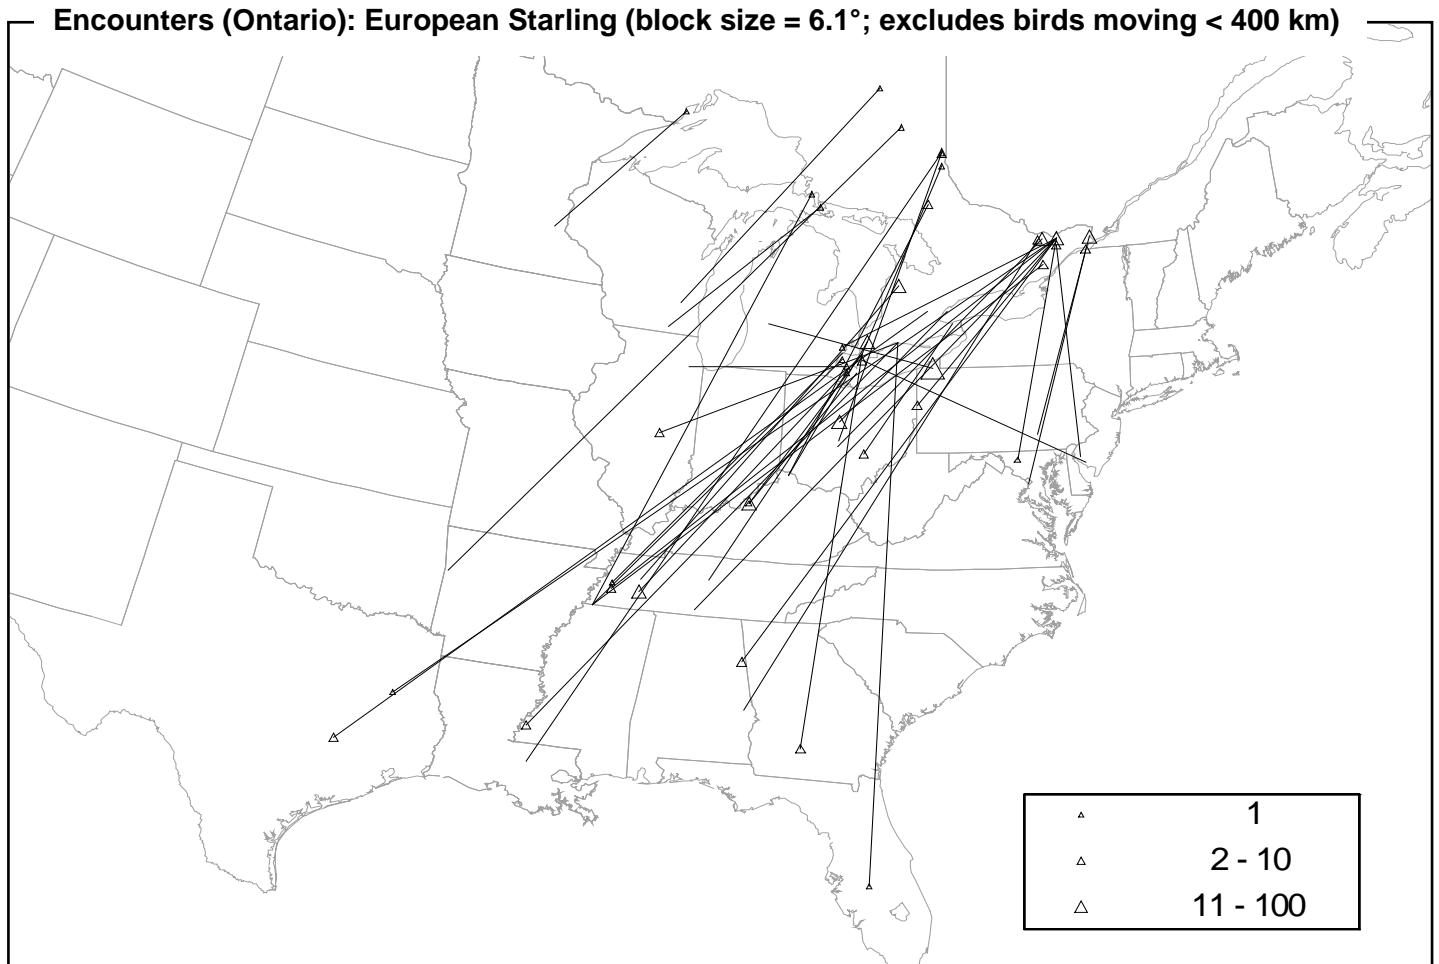 Encounters (Ontario): European Starling (block size = 6.1°; excludes birds moving < 400 km)
1
2 - 10
11 - 100